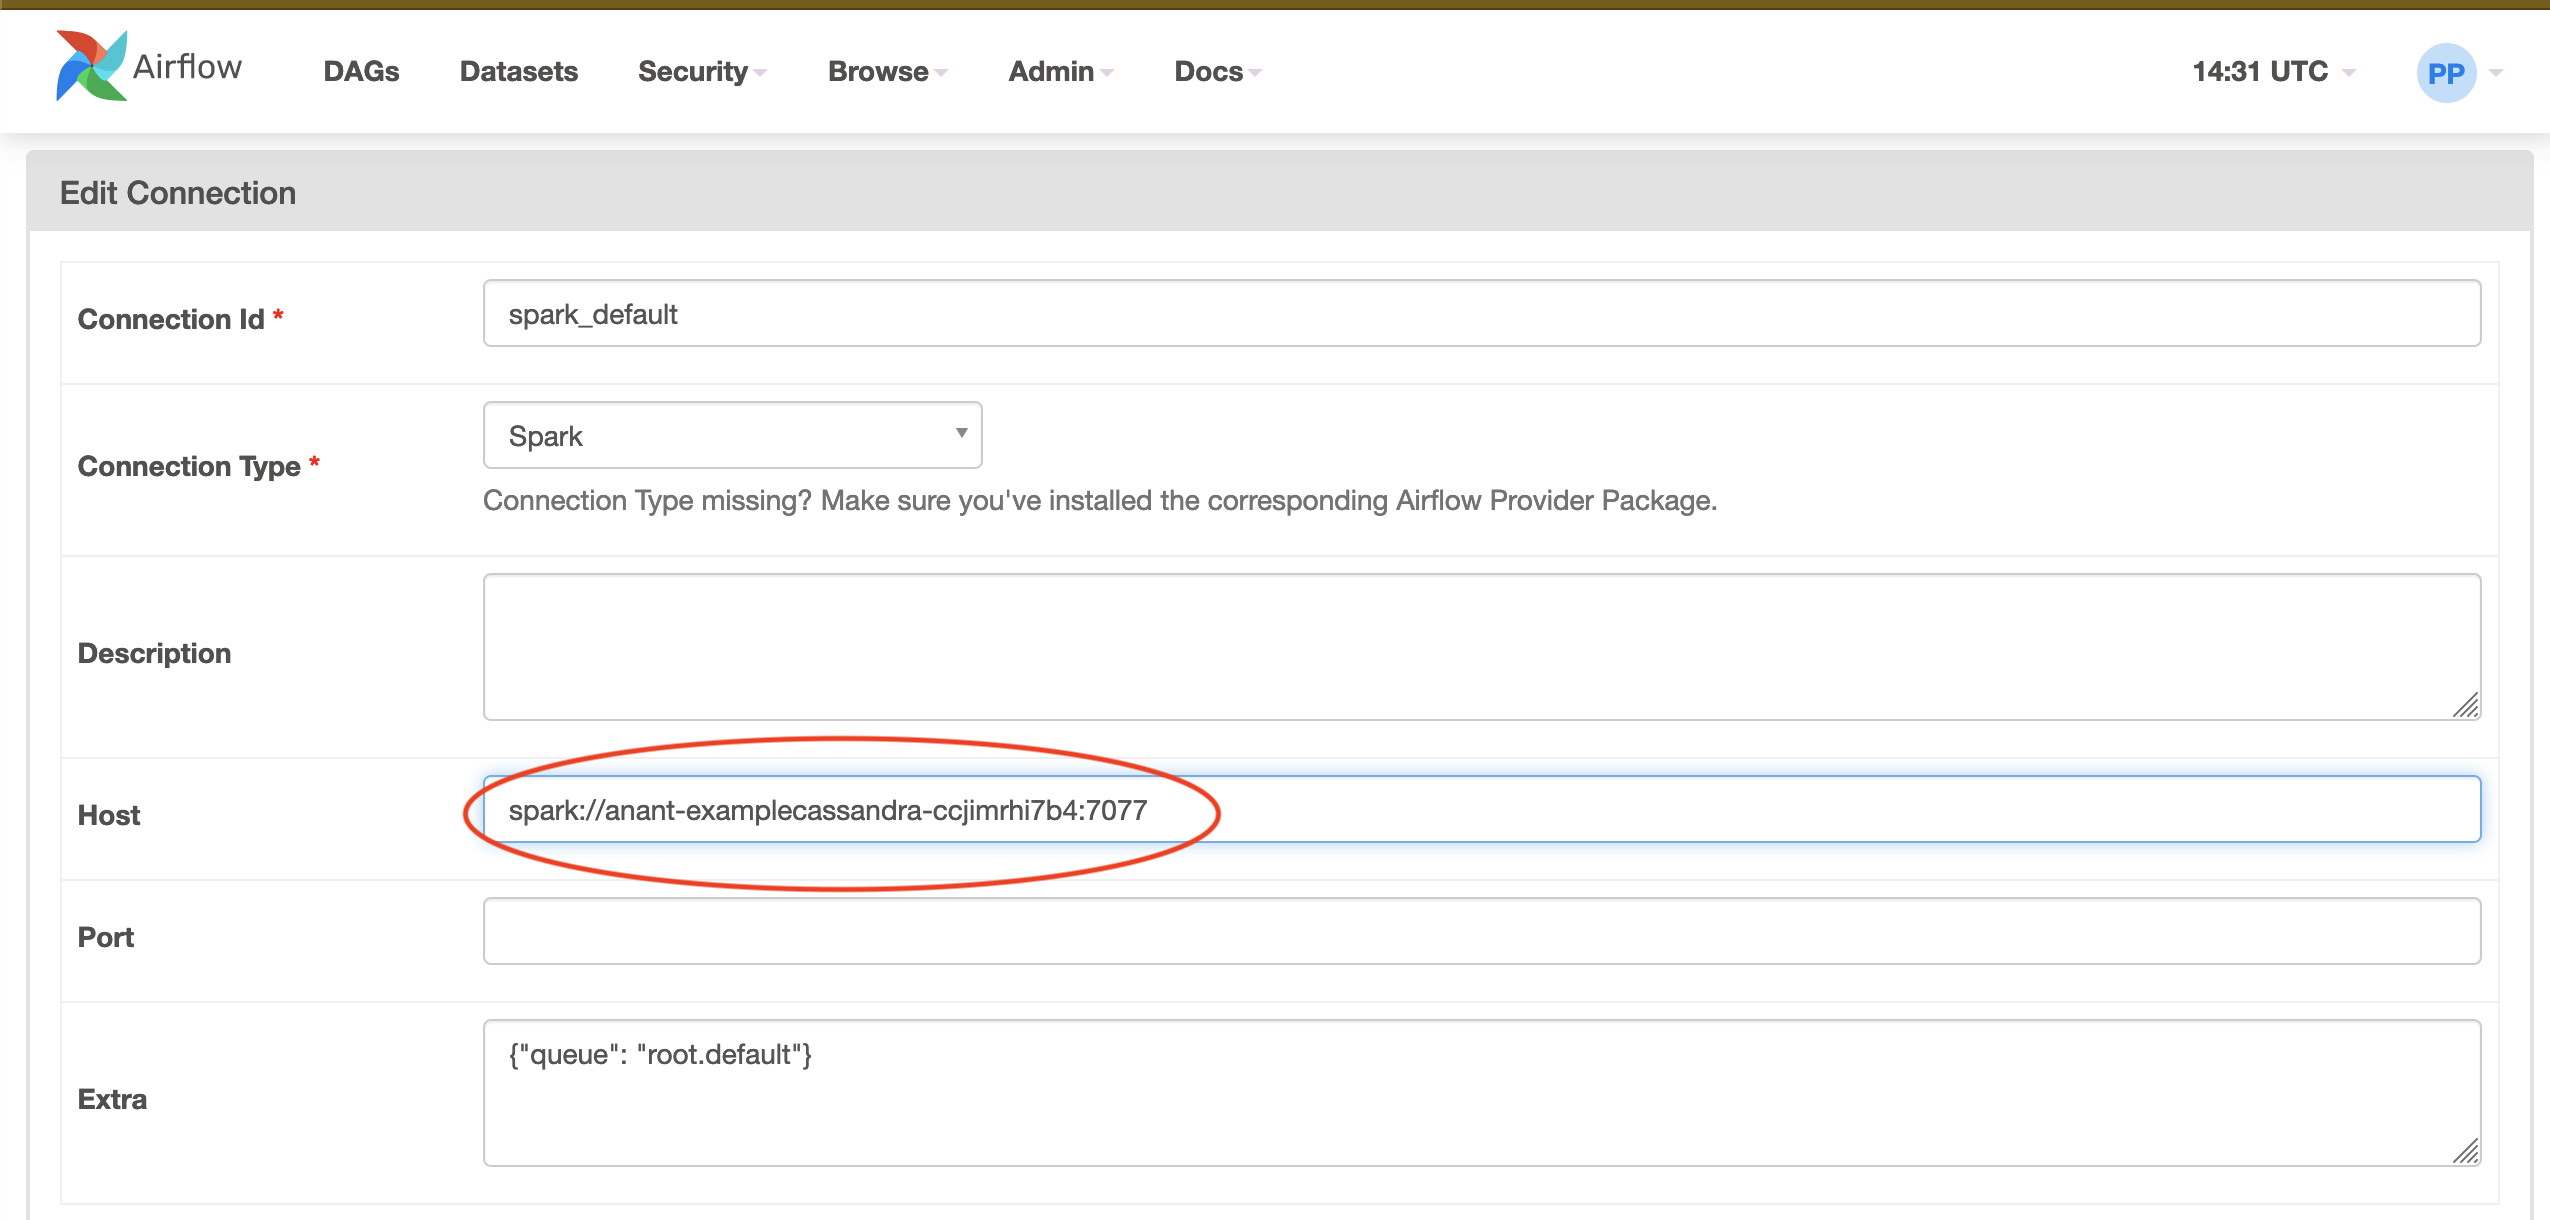 Airflow DAGs Datasets Security Browse Admin Docs 14:31 UTC PP
Edit Connection
Connection Id * spark_default
Connection Type * Spark
Connection Type missing? Make sure you've installed the corresponding Airflow Provider Package.
Description
Host spark://anant-examplecassandra-ccjimrhi7b4:7077
Port
Extra {"queue": "root.default"}